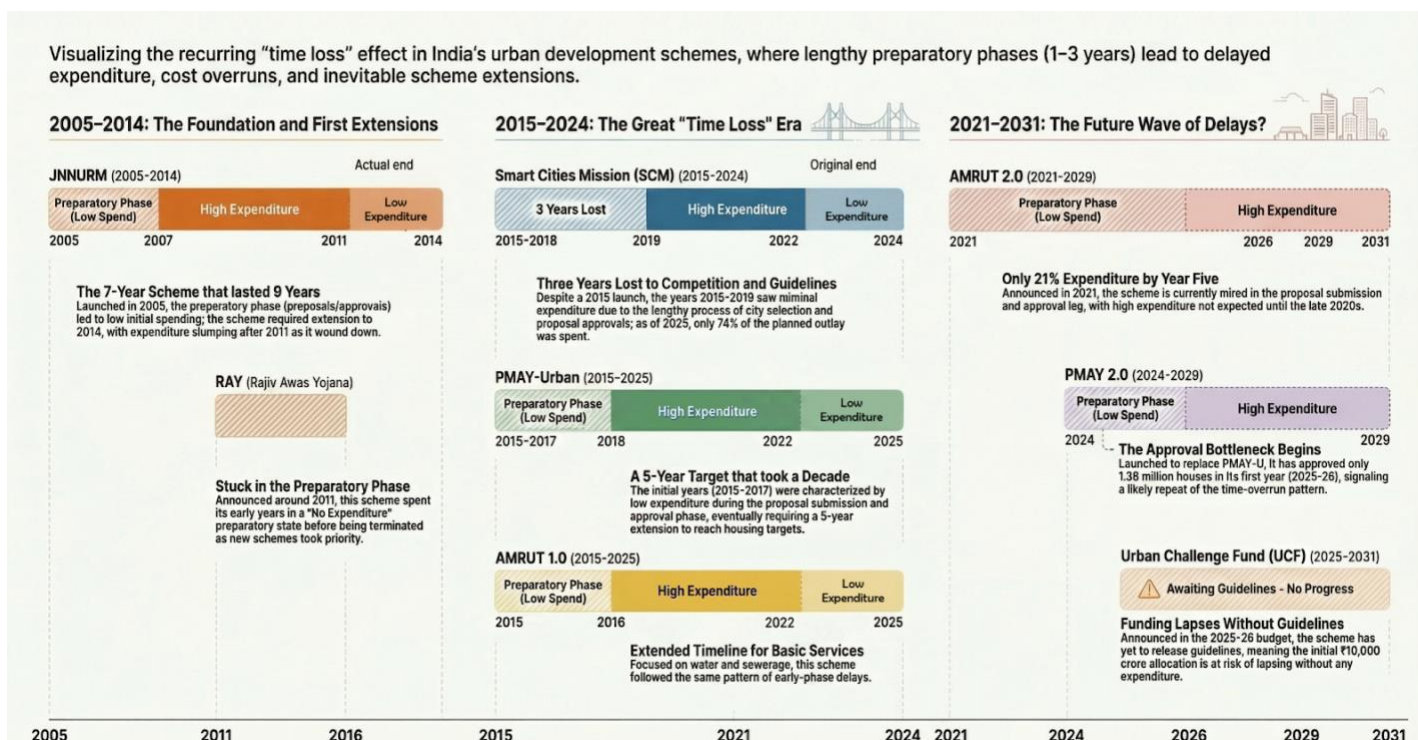 Visualizing the recurring "time loss" effect in India's urban development schemes, where lengthy preparatory phases (1–3 years) lead to delayed
expenditure, cost overruns, and inevitable scheme extensions.
2005–2014: The Foundation and First Extensions
Actual end
JNNURM (2005-2014)
Preparatory Phase
(Low Spend)
High Expenditure
Low
Expenditure
2005 2007 2011 2014
The 7-Year Scheme that lasted 9 Years
Launched in 2005, the preperatory phase (preposals/approvals)
led to low initial spending; the scheme required extension to
2014, with expenditure slumping after 2011 as it wound down.
RAY (Rajiv Awas Yojana)
Stuck in the Preparatory Phase
Announced around 2011, this scheme spent
its early years in a "No Expenditure"
preparatory state before being terminated
as new schemes took priority.
2015–2024: The Great "Time Loss" Era
Original end
Smart Cities Mission (SCM) (2015-2024)
3 Years Lost
High Expenditure
Low
Expenditure
2015-2018 2019 2022 2024
Three Years Lost to Competition and Guidelines
Despite a 2015 launch, the years 2015-2019 saw miminal
expenditure due to the lengthy process of city selection and
proposal approvals; as of 2025, only 74% of the planned outlay
was spent.
PMAY-Urban (2015-2025)
Preparatory Phase
(Low Spend)
High Expenditure
Low
Expenditure
2015-2017 2018 2022 2025
A 5-Year Target that took a Decade
The initial years (2015-2017) were characterized by
low expenditure during the proposal submission and
approval phase, eventually requiring a 5-year
extension to reach housing targets.
AMRUT 1.0 (2015-2025)
Preparatory Phase
(Low Spend)
High Expenditure
Low
Expenditure
2015 2016 2022 2025
Extended Timeline for Basic Services
Focused on water and sewerage, this scheme
followed the same pattern of early-phase delays.
2021–2031: The Future Wave of Delays?
AMRUT 2.0 (2021-2029)
Preparatory Phase
(Low Spend)
High Expenditure
2021 2026 2029 2031
Only 21% Expenditure by Year Five
Announced in 2021, the scheme is currently mired in the proposal submission
and approval leg, with high expenditure not expected until the late 2020s.
PMAY 2.0 (2024-2029)
Preparatory Phase
(Low Spend)
High Expenditure
2024 2029
The Approval Bottleneck Begins
Launched to replace PMAY-U, It has approved only
1.38 million houses in Its first year (2025-26), signaling
a likely repeat of the time-overrun pattern.
Urban Challenge Fund (UCF) (2025-2031)
Awaiting Guidelines - No Progress
Funding Lapses Without Guidelines
Announced in the 2025-26 budget, the scheme has
yet to release guidelines, meaning the initial ₹10,000
crore allocation is at risk of lapsing without any
expenditure.
2005 2011 2016 2015 2021 2024 2021 2024 2026 2029 2031